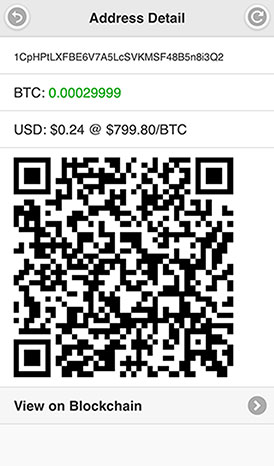 Address Detail
1CpHPtLXFBE6V7A5LcSVKMSF48B5n8i3Q2
BTC: 0.00029999
USD: $0.24 @ $799.80/BTC
View on Blockchain